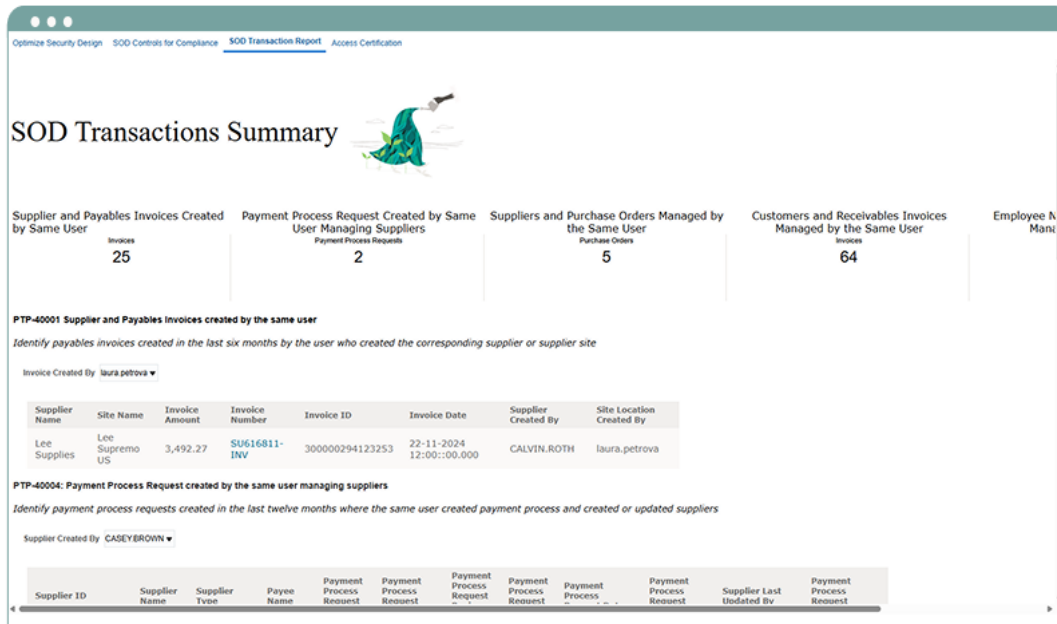 Optimize Security Design SOD Controls for Compliance SOD Transaction Report Access Certification
SOD Transactions Summary
Supplier and Payables Invoices Created
by Same User
Invoices
25
Payment Process Request Created by Same
User Managing Suppliers
Payment Process Requests
2
Suppliers and Purchase Orders Managed by
the Same User
Purchase Orders
5
Customers and Receivables Invoices
Managed by the Same User
Invoices
64
Employee
PTP-40001 Supplier and Payables Invoices created by the same user
Identify payables invoices created in the last six months by the user who created the corresponding supplier or supplier site
Invoice Created By laura.petrova
Supplier
Name
Site Name
Invoice
Amount
Invoice
Number
Invoice ID
Invoice Date
Supplier
Created By
Site Location
Created By
Lee
Supplies
Lee
Supremo
US
3,492.27
SU616811-
INV
300000294123253
22-11-2024
12:00::00.000
CALVIN.ROTH
laura.petrova
PTP-40004: Payment Process Request created by the same user managing suppliers
Identify payment process requests created in the last twelve months where the same user created payment process and created or updated suppliers
Supplier Created By CASEY.BROWN
Supplier ID
Supplier
Name
Supplier
Type
Payee
Name
Payment
Process
Request
Payment
Process
Request
Payment
Process
Request
Payment
Process
Request
Payment
Process
Payment
Process
Request
Supplier Last
Updated By
Payment
Process
Request